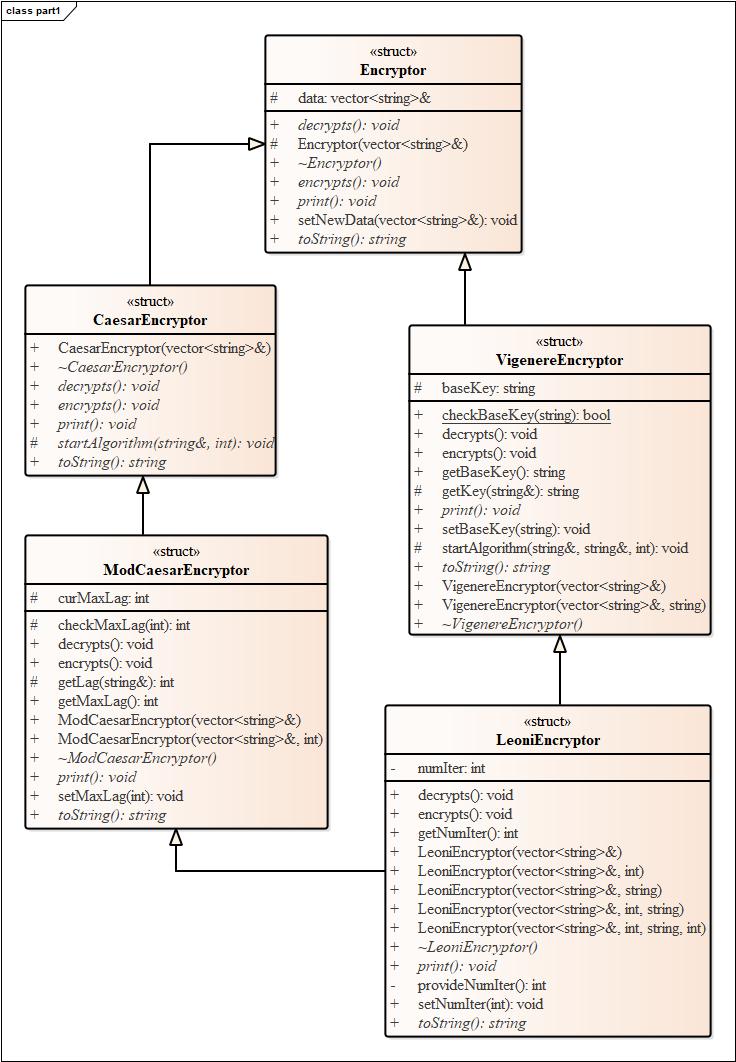 class part1
«struct»
Encryptor
# data: vector<string>&
+ decrypts(): void
# Encryptor(vector<string>&)
+ ~Encryptor()
+ encrypts(): void
+ print(): void
+ setNewData(vector<string>&): void
+ toString(): string
«struct»
CaesarEncryptor
+ CaesarEncryptor(vector<string>&)
+ ~CaesarEncryptor()
+ decrypts(): void
+ encrypts(): void
+ print(): void
# startAlgorithm(string&, int): void
+ toString(): string
«struct»
VigenereEncryptor
# baseKey: string
+ checkBaseKey(string): bool
+ decrypts(): void
+ encrypts(): void
+ getBaseKey(): string
# getKey(string&): string
+ print(): void
+ setBaseKey(string): void
# startAlgorithm(string&, string&, int): void
+ toString(): string
+ VigenereEncryptor(vector<string>&)
+ VigenereEncryptor(vector<string>&, string)
+ ~VigenereEncryptor()
«struct»
ModCaesarEncryptor
# curMaxLag: int
# checkMaxLag(int): int
+ decrypts(): void
+ encrypts(): void
# getLag(string&): int
+ getMaxLag(): int
+ ModCaesarEncryptor(vector<string>&)
+ ModCaesarEncryptor(vector<string>&, int)
+ ~ModCaesarEncryptor()
+ print(): void
+ setMaxLag(int): void
+ toString(): string
«struct»
LeoniEncryptor
- numIter: int
+ decrypts(): void
+ encrypts(): void
+ getNumIter(): int
+ LeoniEncryptor(vector<string>&)
+ LeoniEncryptor(vector<string>&, int)
+ LeoniEncryptor(vector<string>&, string)
+ LeoniEncryptor(vector<string>&, int, string)
+ LeoniEncryptor(vector<string>&, int, string, int)
+ ~LeoniEncryptor()
+ print(): void
- provideNumIter(): int
+ setNumIter(int): void
+ toString(): string